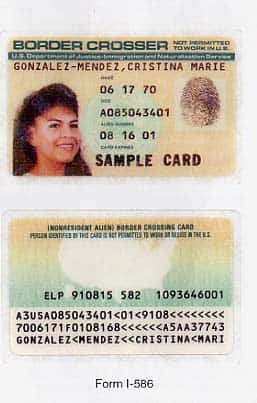 BORDER CROSSER NOT PERMITTED TO WORK IN U.S.
U.S. Department of Justice-Immigration and Naturalization Service
GONZALEZ-MENDEZ,CRISTINA MARIE
NAME
06 17 70
DOB
A085043401
ALIEN NUMBER
08 16 01
CARD EXPIRES
SAMPLE CARD
(NONRESIDENT ALIEN) BORDER CROSSING CARD
PERSON IDENTIFIED BY THIS CARD IS NOT PERMITTED TO WORK OR RESIDE IN THE U.S.
ELP 910815 582 1093646001
A3USA085043401<01<9108<<<<<<<<
7006171F0108168<<<<<<A5AA37743
GONZALEZ<MENDEZ<<CRISTINA<MARI
Form I-586